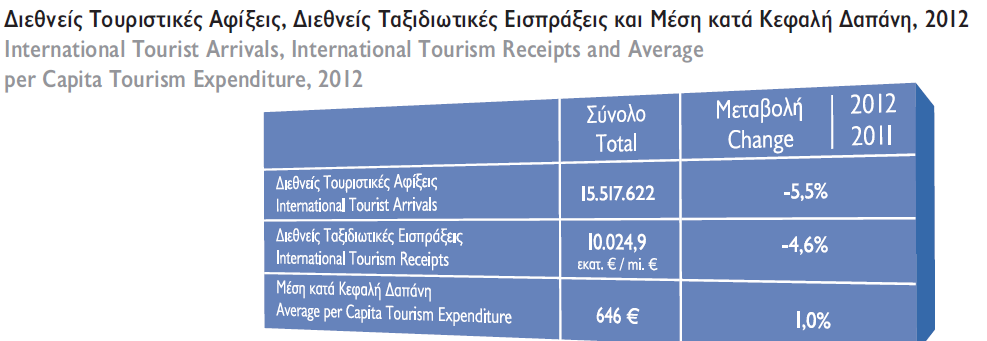 Διεθνείς Τουριστικές Αφίξεις, Διεθνείς Ταξιδιωτικές Εισπράξεις και Μέση κατά Κεφαλή Δαπάνη, 2012
International Tourist Arrivals, International Tourism Receipts and Average
per Capita Tourism Expenditure, 2012
Σύνολο
Total
Μεταβολή
Change
2012
2011
Διεθνείς Τουριστικές Αφίξεις
International Tourist Arrivals
15.517.622
-5,5%
Διεθνείς Ταξιδιωτικές Εισπράξεις
International Tourism Receipts
10.024,9
εκατ. € / mi. €
-4,6%
Μέση κατά Κεφαλή Δαπάνη
Average per Capita Tourism Expenditure
646 €
1,0%